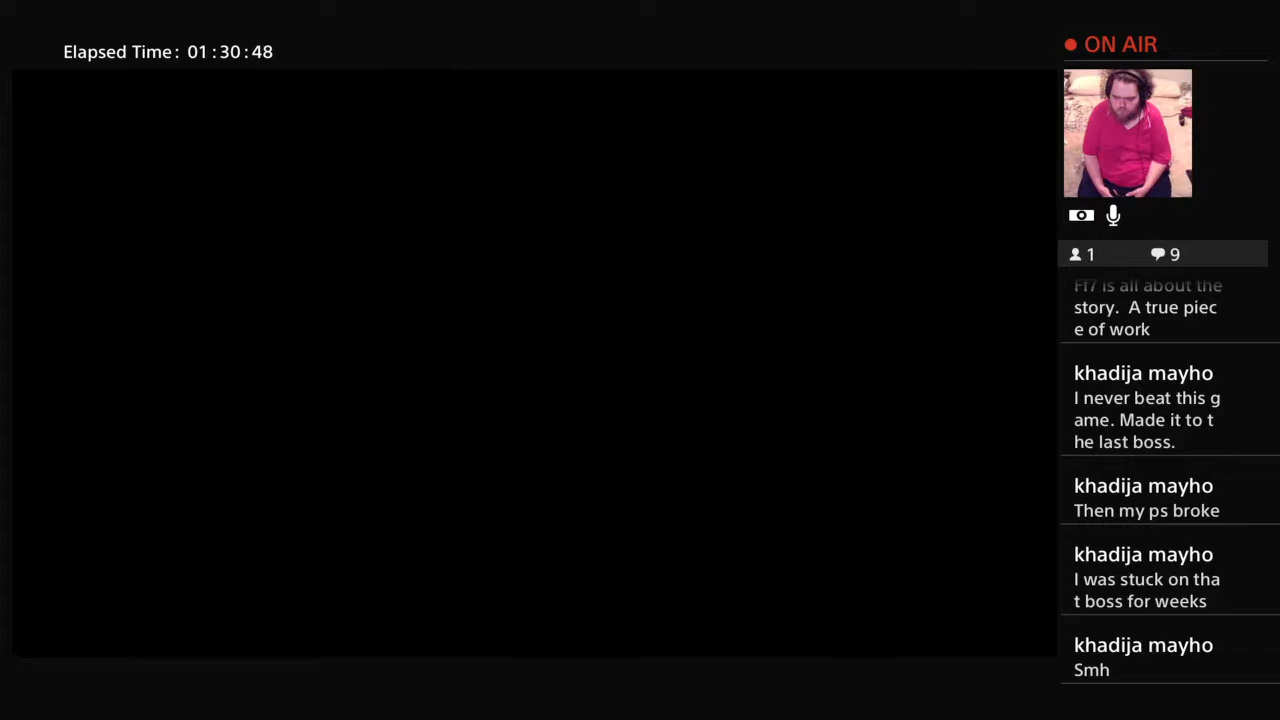 Elapsed Time: 01:30:48
ON AIR
1 9
Ff7 is all about the
story.  A true piec
e of work
khadija mayho
I never beat this g
ame. Made it to t
he last boss.
khadija mayho
Then my ps broke
khadija mayho
I was stuck on tha
t boss for weeks
khadija mayho
Smh